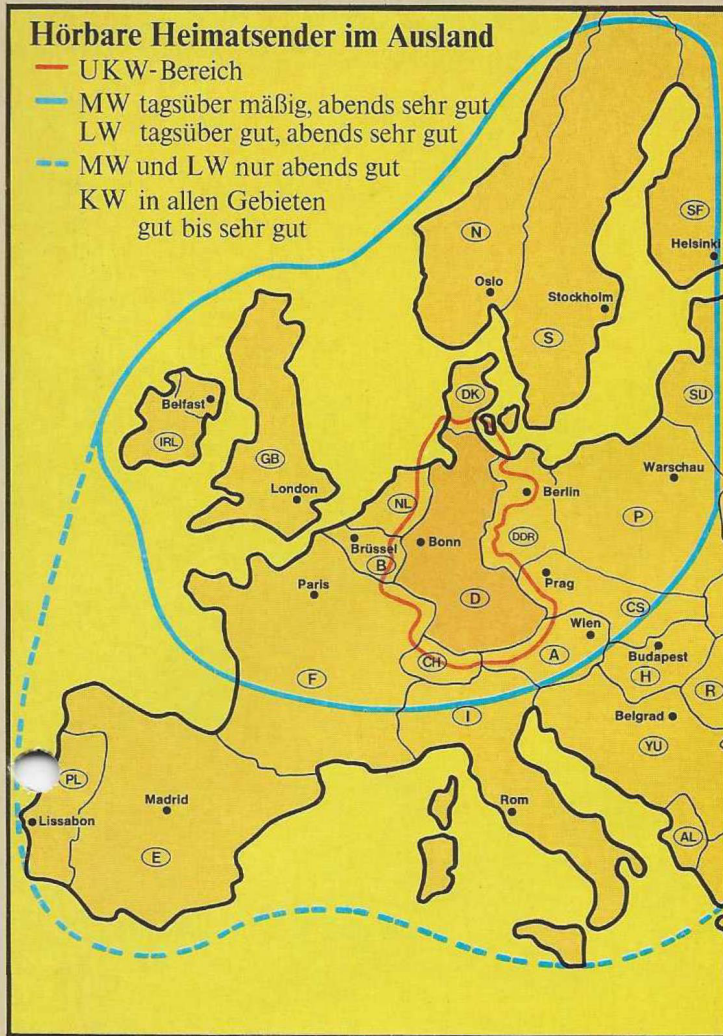 Hörbare Heimatsender im Ausland
UKW-Bereich
MW tagsüber mäßig, abends sehr gut
LW tagsüber gut, abends sehr gut
MW und LW nur abends gut
KW in allen Gebieten
gut bis sehr gut
SF
N
Helsinki
Oslo
Stockholm
S
DK
SU
Belfast
IRL
GB
Warschau
London
NL
Berlin
P
DDR
Brüssel
Bonn
B
Prag
Paris
D
CS
Wien
CH
A
Budapest
F
H
R
I
Belgrad
YU
PL
Madrid
Rom
Lissabon
AL
E